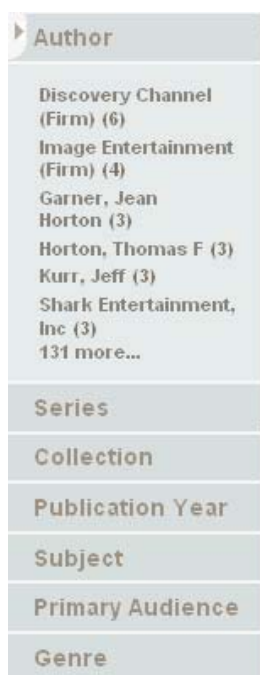 Author
Discovery Channel
(Firm) (6)
Image Entertainment
(Firm) (4)
Garner, Jean
Horton (3)
Horton, Thomas F (3)
Kurr, Jeff (3)
Shark Entertainment,
Inc (3)
131 more...
Series
Collection
Publication Year
Subject
Primary Audience
Genre